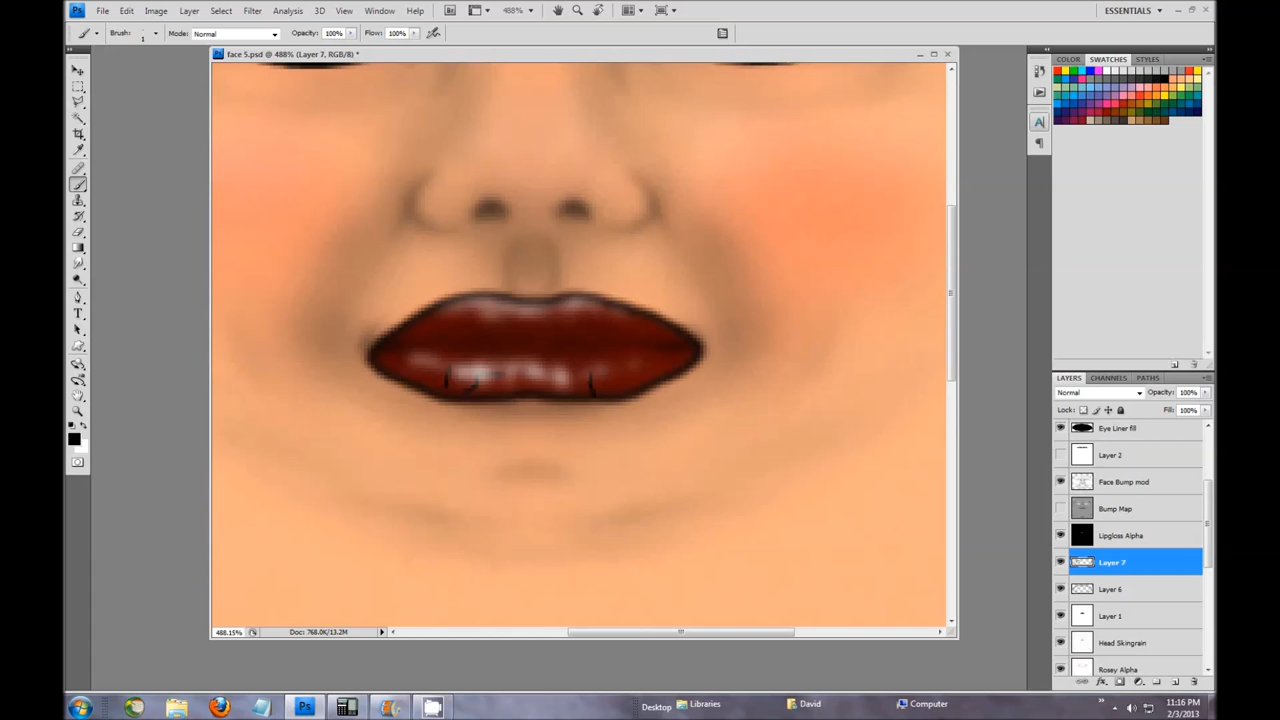 Ps File Edit Image Layer Select Filter Analysis 3D View Window Help Br 488% ESSENTIALS
Brush: 1 Mode: Normal Opacity: 100% Flow: 100%
face 5.psd @ 488% (Layer 7, RGB/8) *
COLOR SWATCHES STYLES
LAYERS CHANNELS PATHS
Normal Opacity: 100%
Lock: Fill: 100%
Eye Liner fill
Layer 2
Face Bump mod
Bump Map
Lipgloss Alpha
Layer 7
Layer 6
Layer 1
Head Skingrain
Rosey Alpha
488.15% Doc: 768.0K/13.2M
Ps Desktop Libraries David Computer 11:16 PM
2/3/2013